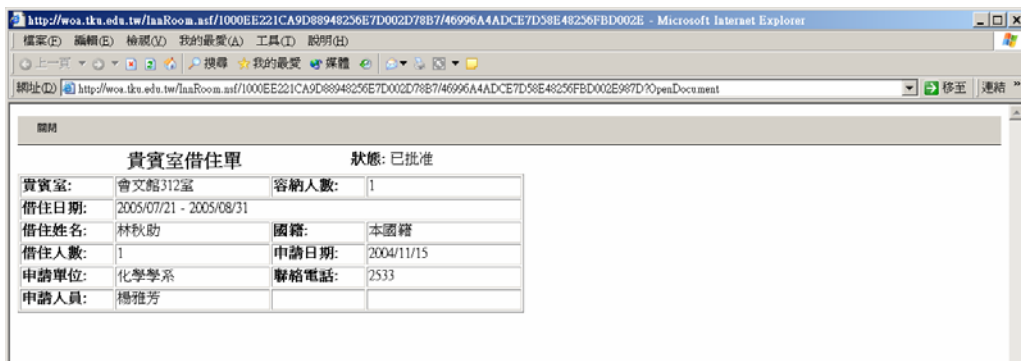 http://woa.tku.edu.tw/InnRoom.nsf/1000EE221CA9D88948256E7D002D78B7/46996A4ADCE7D58E48256FBD002E - Microsoft Internet Explorer
檔案(F) 編輯(E) 檢視(V) 我的最愛(A) 工具(T) 說明(H)
上一頁 搜尋 我的最愛 媒體
網址(D) http://woa.tku.edu.tw/InnRoom.nsf/1000EE221CA9D88948256E7D002D78B7/46996A4ADCE7D58E48256FBD002E987D?OpenDocument 移至 連結 »
關閉
貴賓室借住單 狀態: 已批准
貴賓室: 會文館312室 容納人數: 1
借住日期: 2005/07/21 - 2005/08/31
借住姓名: 林秋助 國籍: 本國籍
借住人數: 1 申請日期: 2004/11/15
申請單位: 化學學系 聯絡電話: 2533
申請人員: 楊雅芳